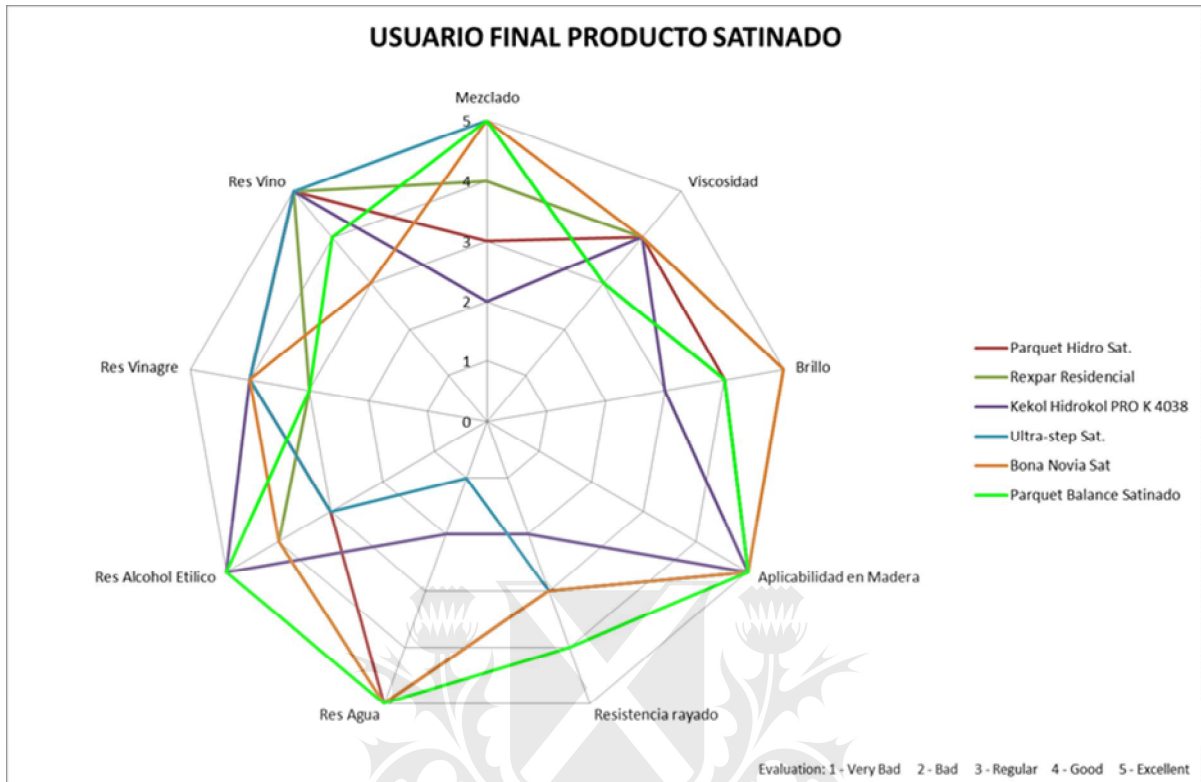 USUARIO FINAL PRODUCTO SATINADO
Mezclado
5
4
3
2
1
0
Viscosidad
Brillo
Aplicabilidad en Madera
Resistencia rayado
Res Agua
Res Alcohol Etilico
Res Vinagre
Res Vino
Parquet Hidro Sat.
Rexpar Residencial
Kekol Hidrokol PRO K 4038
Ultra-step Sat.
Bona Novia Sat
Parquet Balance Satinado
Evaluation: 1 - Very Bad 2 - Bad 3 - Regular 4 - Good 5 - Excellent